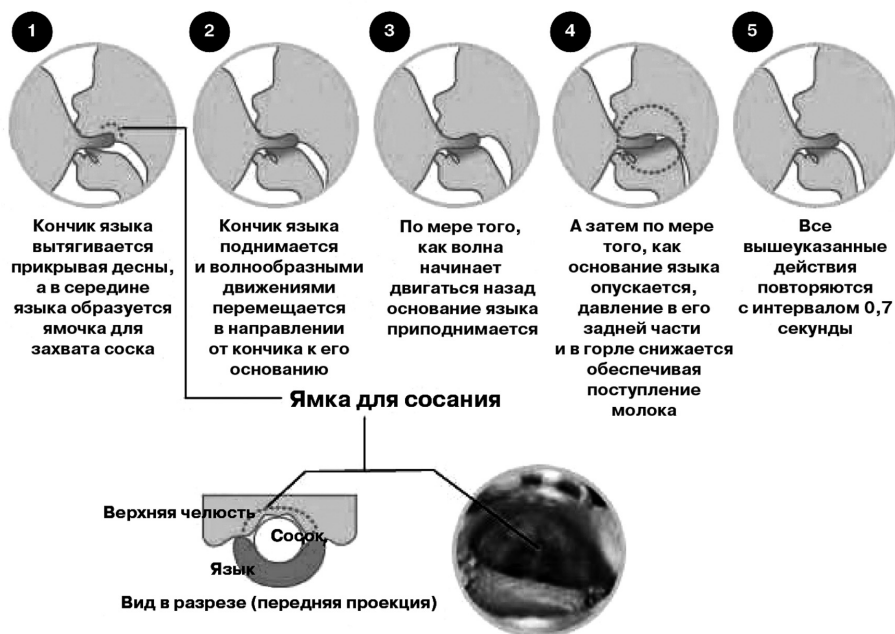 1
2
3
4
5
Кончик языка
вытягивается
прикрывая десны,
а в середине
языка образуется
ямочка для
захвата соска
Кончик языка
поднимается
и волнообразными
движениями
перемещается
в направлении
от кончика к его
основанию
По мере того,
как волна
начинает
двигаться назад
основание языка
приподнимается
А затем по мере
того, как
основание языка
опускается,
давление в его
задней части
и в горле снижается
обеспечивая
поступление
молока
Все
вышеуказанные
действия
повторяются
с интервалом 0,7
секунды
Ямка для сосания
Верхняя челюсть
Сосок
Язык
Вид в разрезе (передняя проекция)